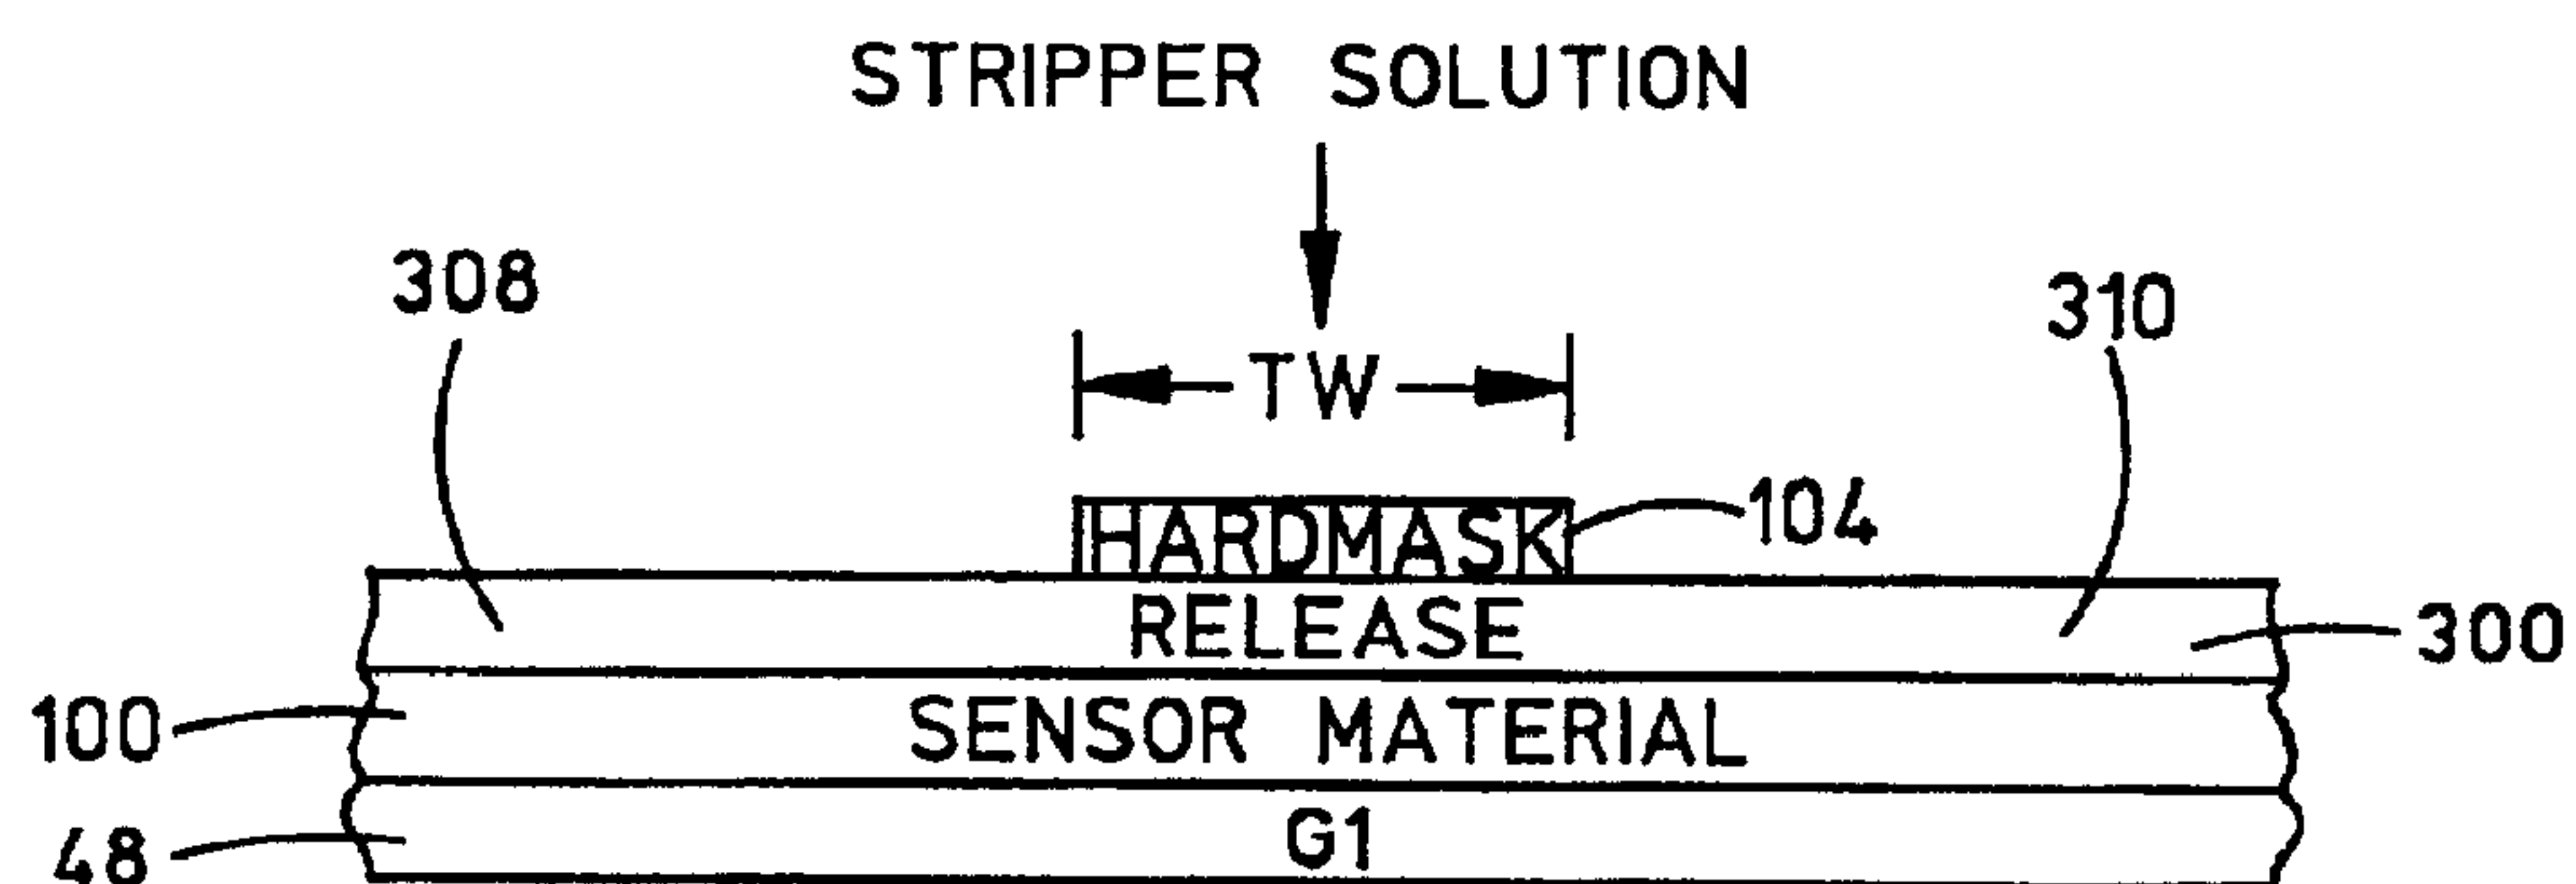 STRIPPER SOLUTION
308
310
TW
HARDMASK
104
RELEASE
300
100
SENSOR MATERIAL
G1
48